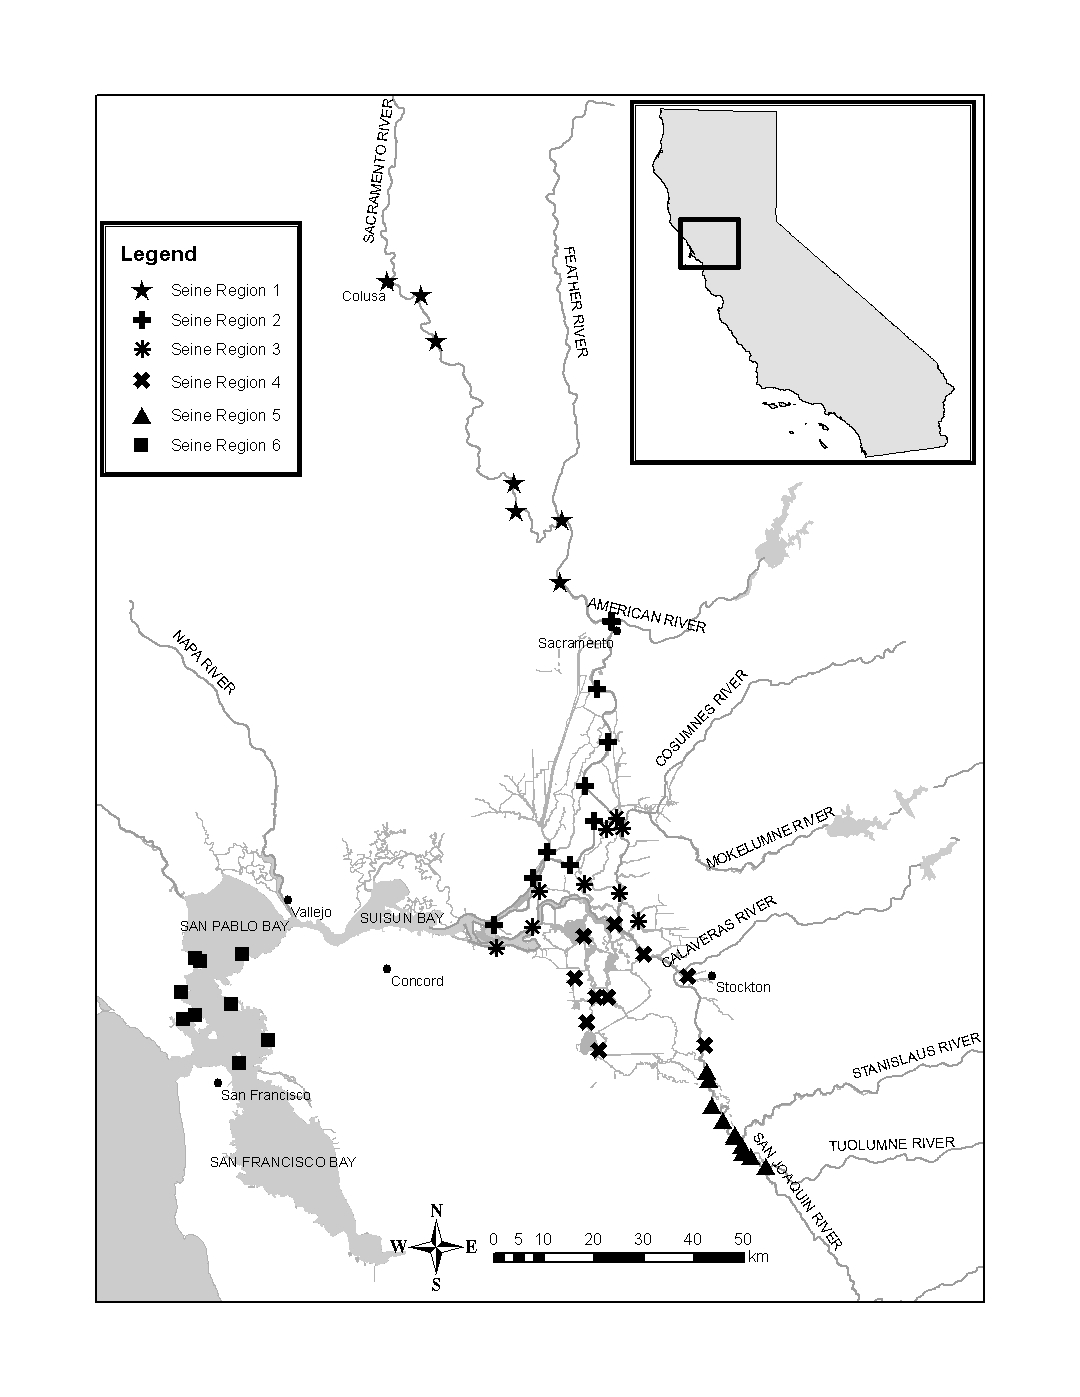 SACRAMENTO RIVER
FEATHER RIVER
Legend
Seine Region 1
Seine Region 2
Seine Region 3
Seine Region 4
Seine Region 5
Seine Region 6
Colusa
AMERICAN RIVER
Sacramento
NAPA RIVER
COSUMNES RIVER
MOKELUMNE RIVER
CALAVERAS RIVER
Vallejo
SUISUN BAY
SAN PABLO BAY
Concord
Stockton
STANISLAUS RIVER
San Francisco
TUOLUMNE RIVER
SAN JOAQUIN RIVER
SAN FRANCISCO BAY
N
W E
S
0 5 10 20 30 40 50
km